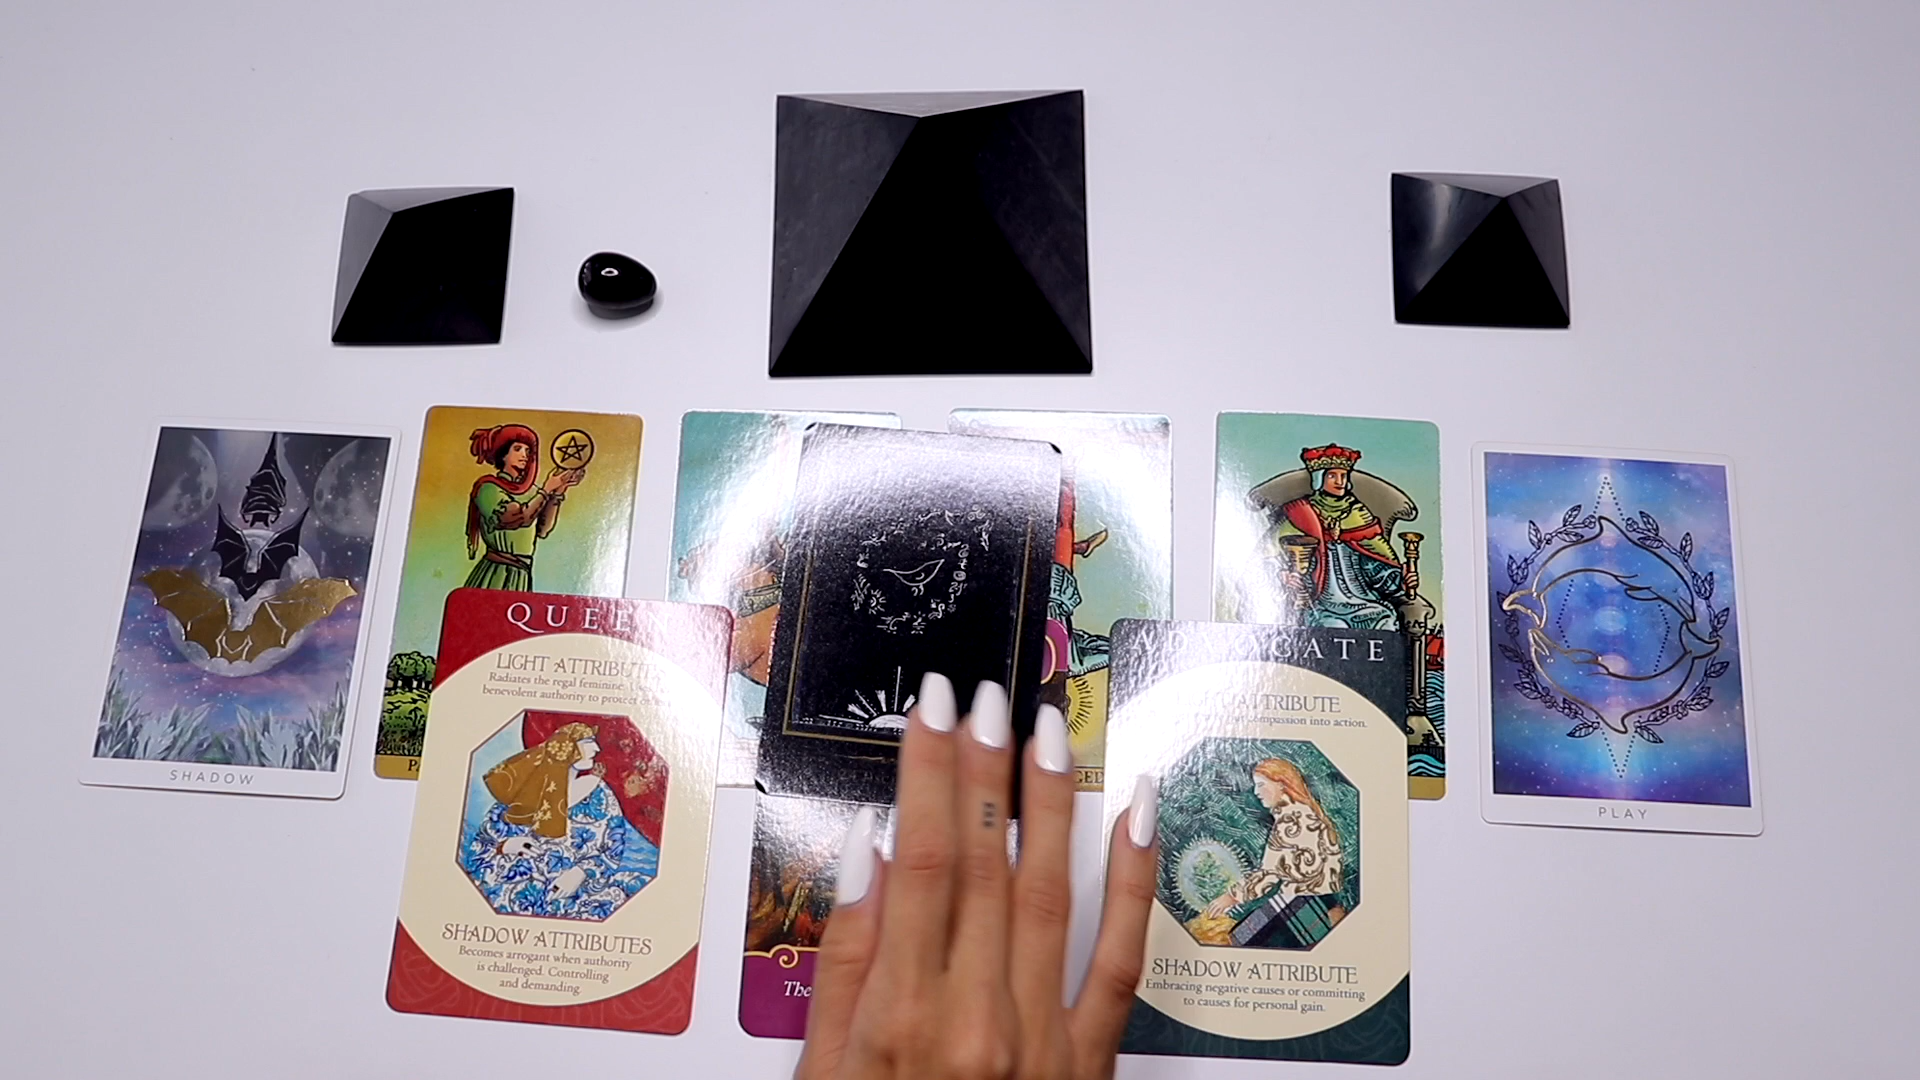 SHADOW
QUEEN
LIGHT ATTRIBUTE
Radiates the regal feminine.
benevolent authority to protect
SHADOW ATTRIBUTES
Becomes arrogant when authority
is challenged. Controlling
and demanding.
The
ATTRIBUTE
compassion into action.
SHADOW ATTRIBUTE
Embracing negative causes or committing
to causes for personal gain.
PLAY